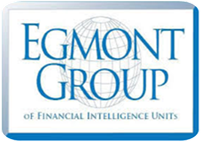 EGMONT
GROUP
OF FINANCIAL INTELLIGENCE UNITS